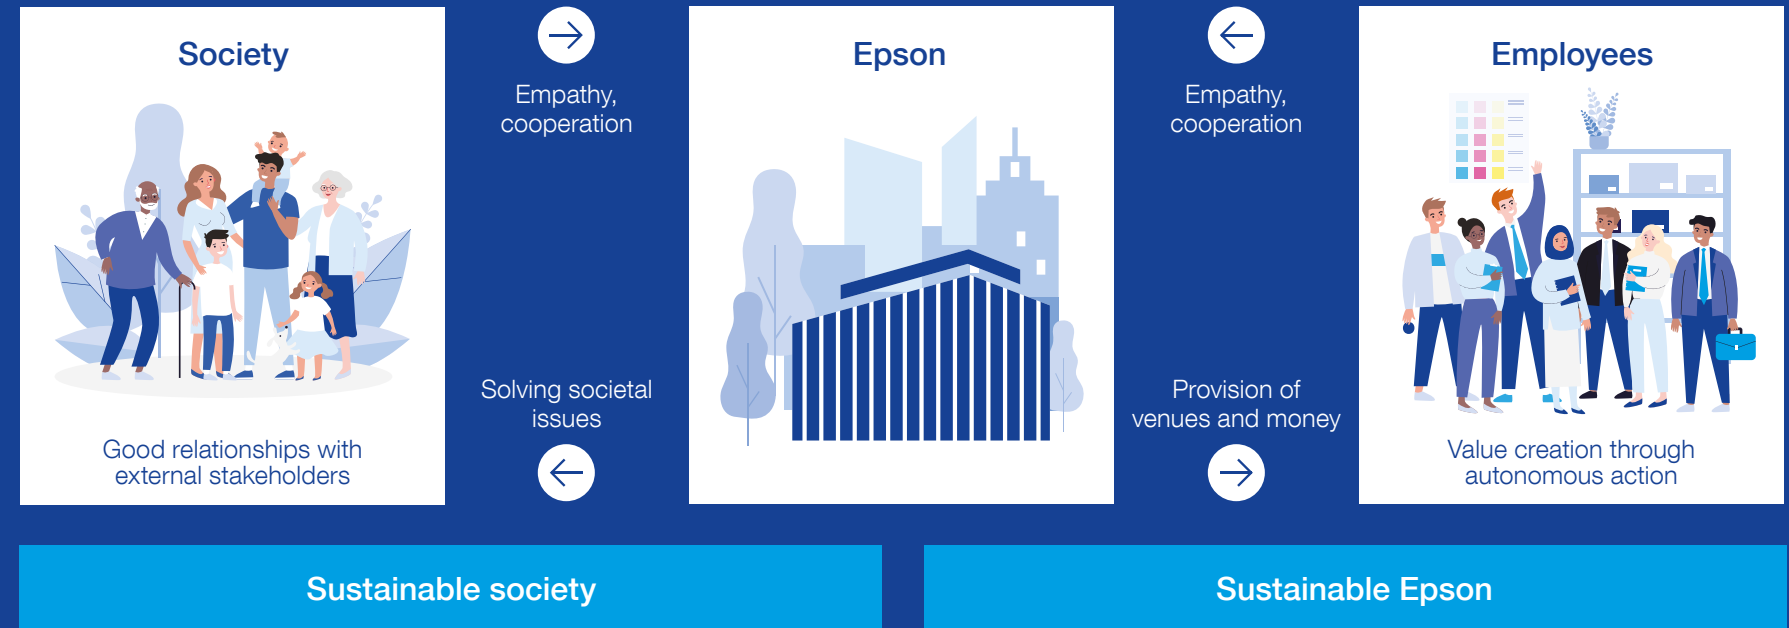 Society
Good relationships with
external stakeholders
Empathy,
cooperation
Solving societal
issues
Epson
Empathy,
cooperation
Provision of
venues and money
Employees
Value creation through
autonomous action
Sustainable society
Sustainable Epson